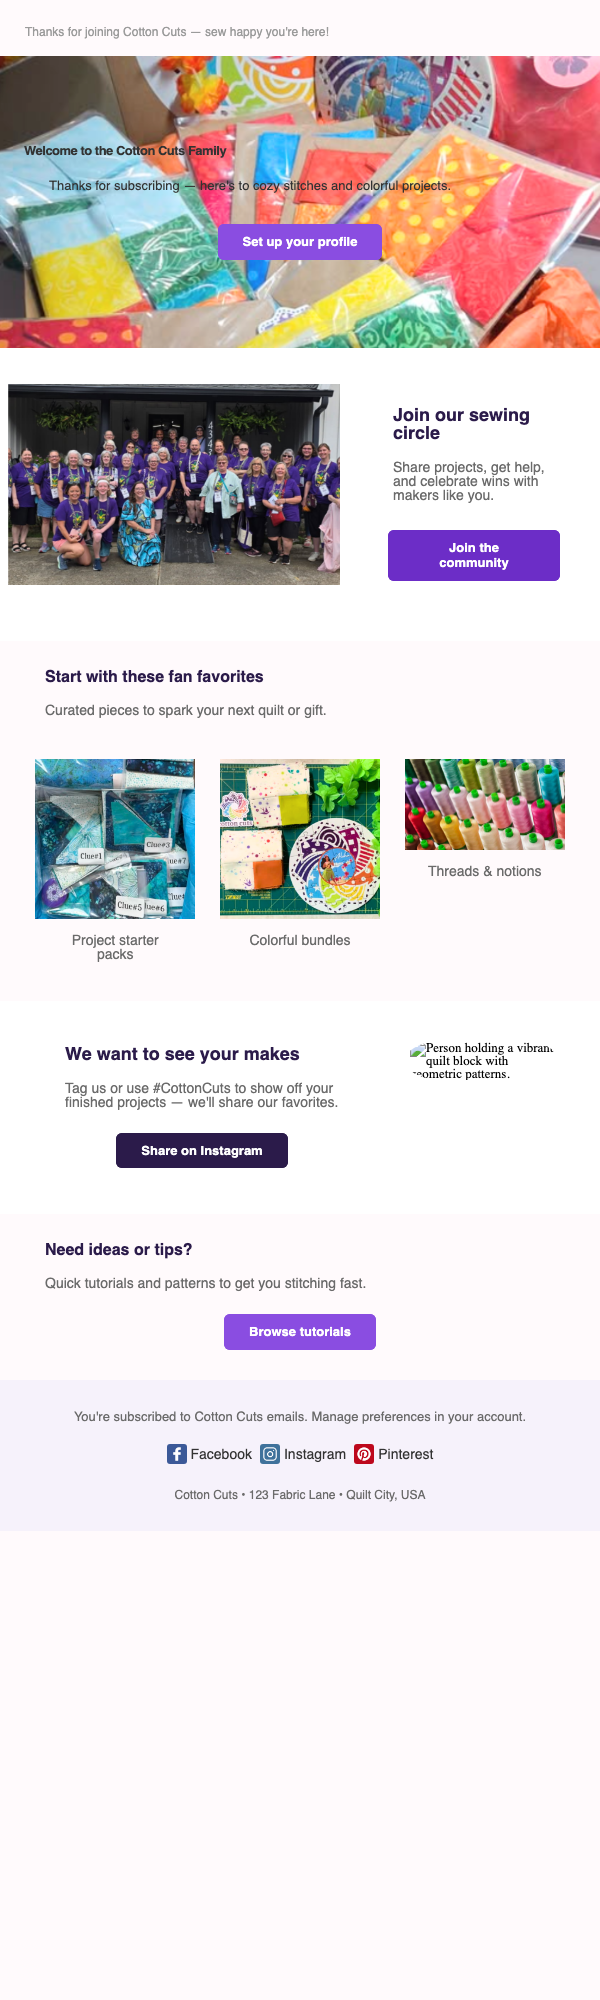 Thanks for joining Cotton Cuts — sew happy you're here!
Welcome to the Cotton Cuts Family
Thanks for subscribing — here's to cozy stitches and colorful projects.
Set up your profile
Join our sewing
circle
Share projects, get help,
and celebrate wins with
makers like you.
Join the
community
Start with these fan favorites
Curated pieces to spark your next quilt or gift.
Clue#1
Clue#3
lue#7
Clue#5
lue#6
Clue#
Project starter
packs
Colorful bundles
Threads & notions
We want to see your makes
Tag us or use #CottonCuts to show off your
finished projects — we'll share our favorites.
Share on Instagram
Person holding a vibrant
quilt block with
geometric patterns.
Need ideas or tips?
Quick tutorials and patterns to get you stitching fast.
Browse tutorials
You're subscribed to Cotton Cuts emails. Manage preferences in your account.
Facebook Instagram Pinterest
Cotton Cuts • 123 Fabric Lane • Quilt City, USA